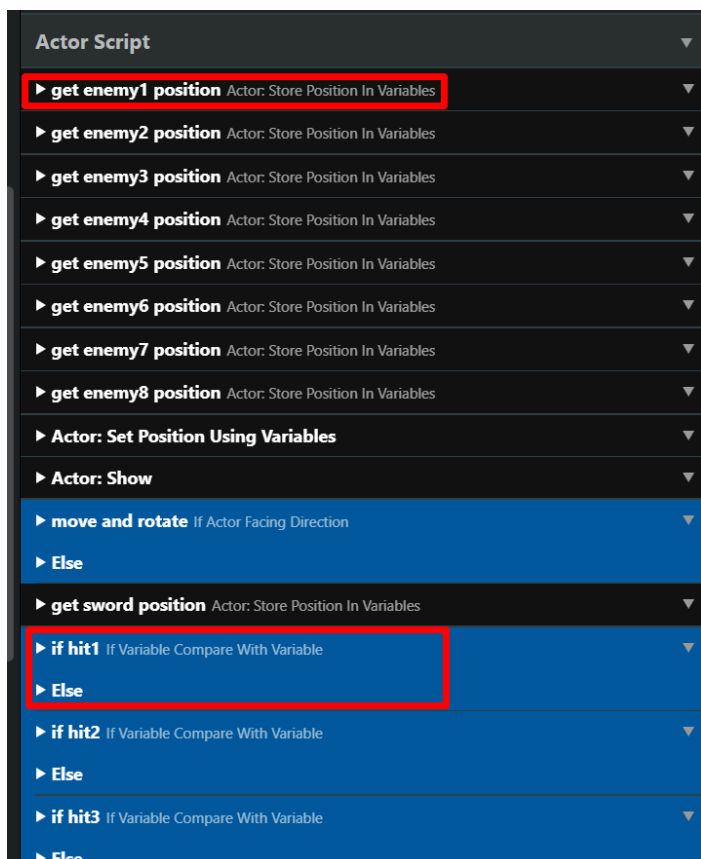 Actor Script
get enemy1 position Actor: Store Position In Variables
get enemy2 position Actor: Store Position In Variables
get enemy3 position Actor: Store Position In Variables
get enemy4 position Actor: Store Position In Variables
get enemy5 position Actor: Store Position In Variables
get enemy6 position Actor: Store Position In Variables
get enemy7 position Actor: Store Position In Variables
get enemy8 position Actor: Store Position In Variables
Actor: Set Position Using Variables
Actor: Show
move and rotate If Actor Facing Direction
Else
get sword position Actor: Store Position In Variables
if hit1 If Variable Compare With Variable
Else
if hit2 If Variable Compare With Variable
Else
if hit3 If Variable Compare With Variable
Else